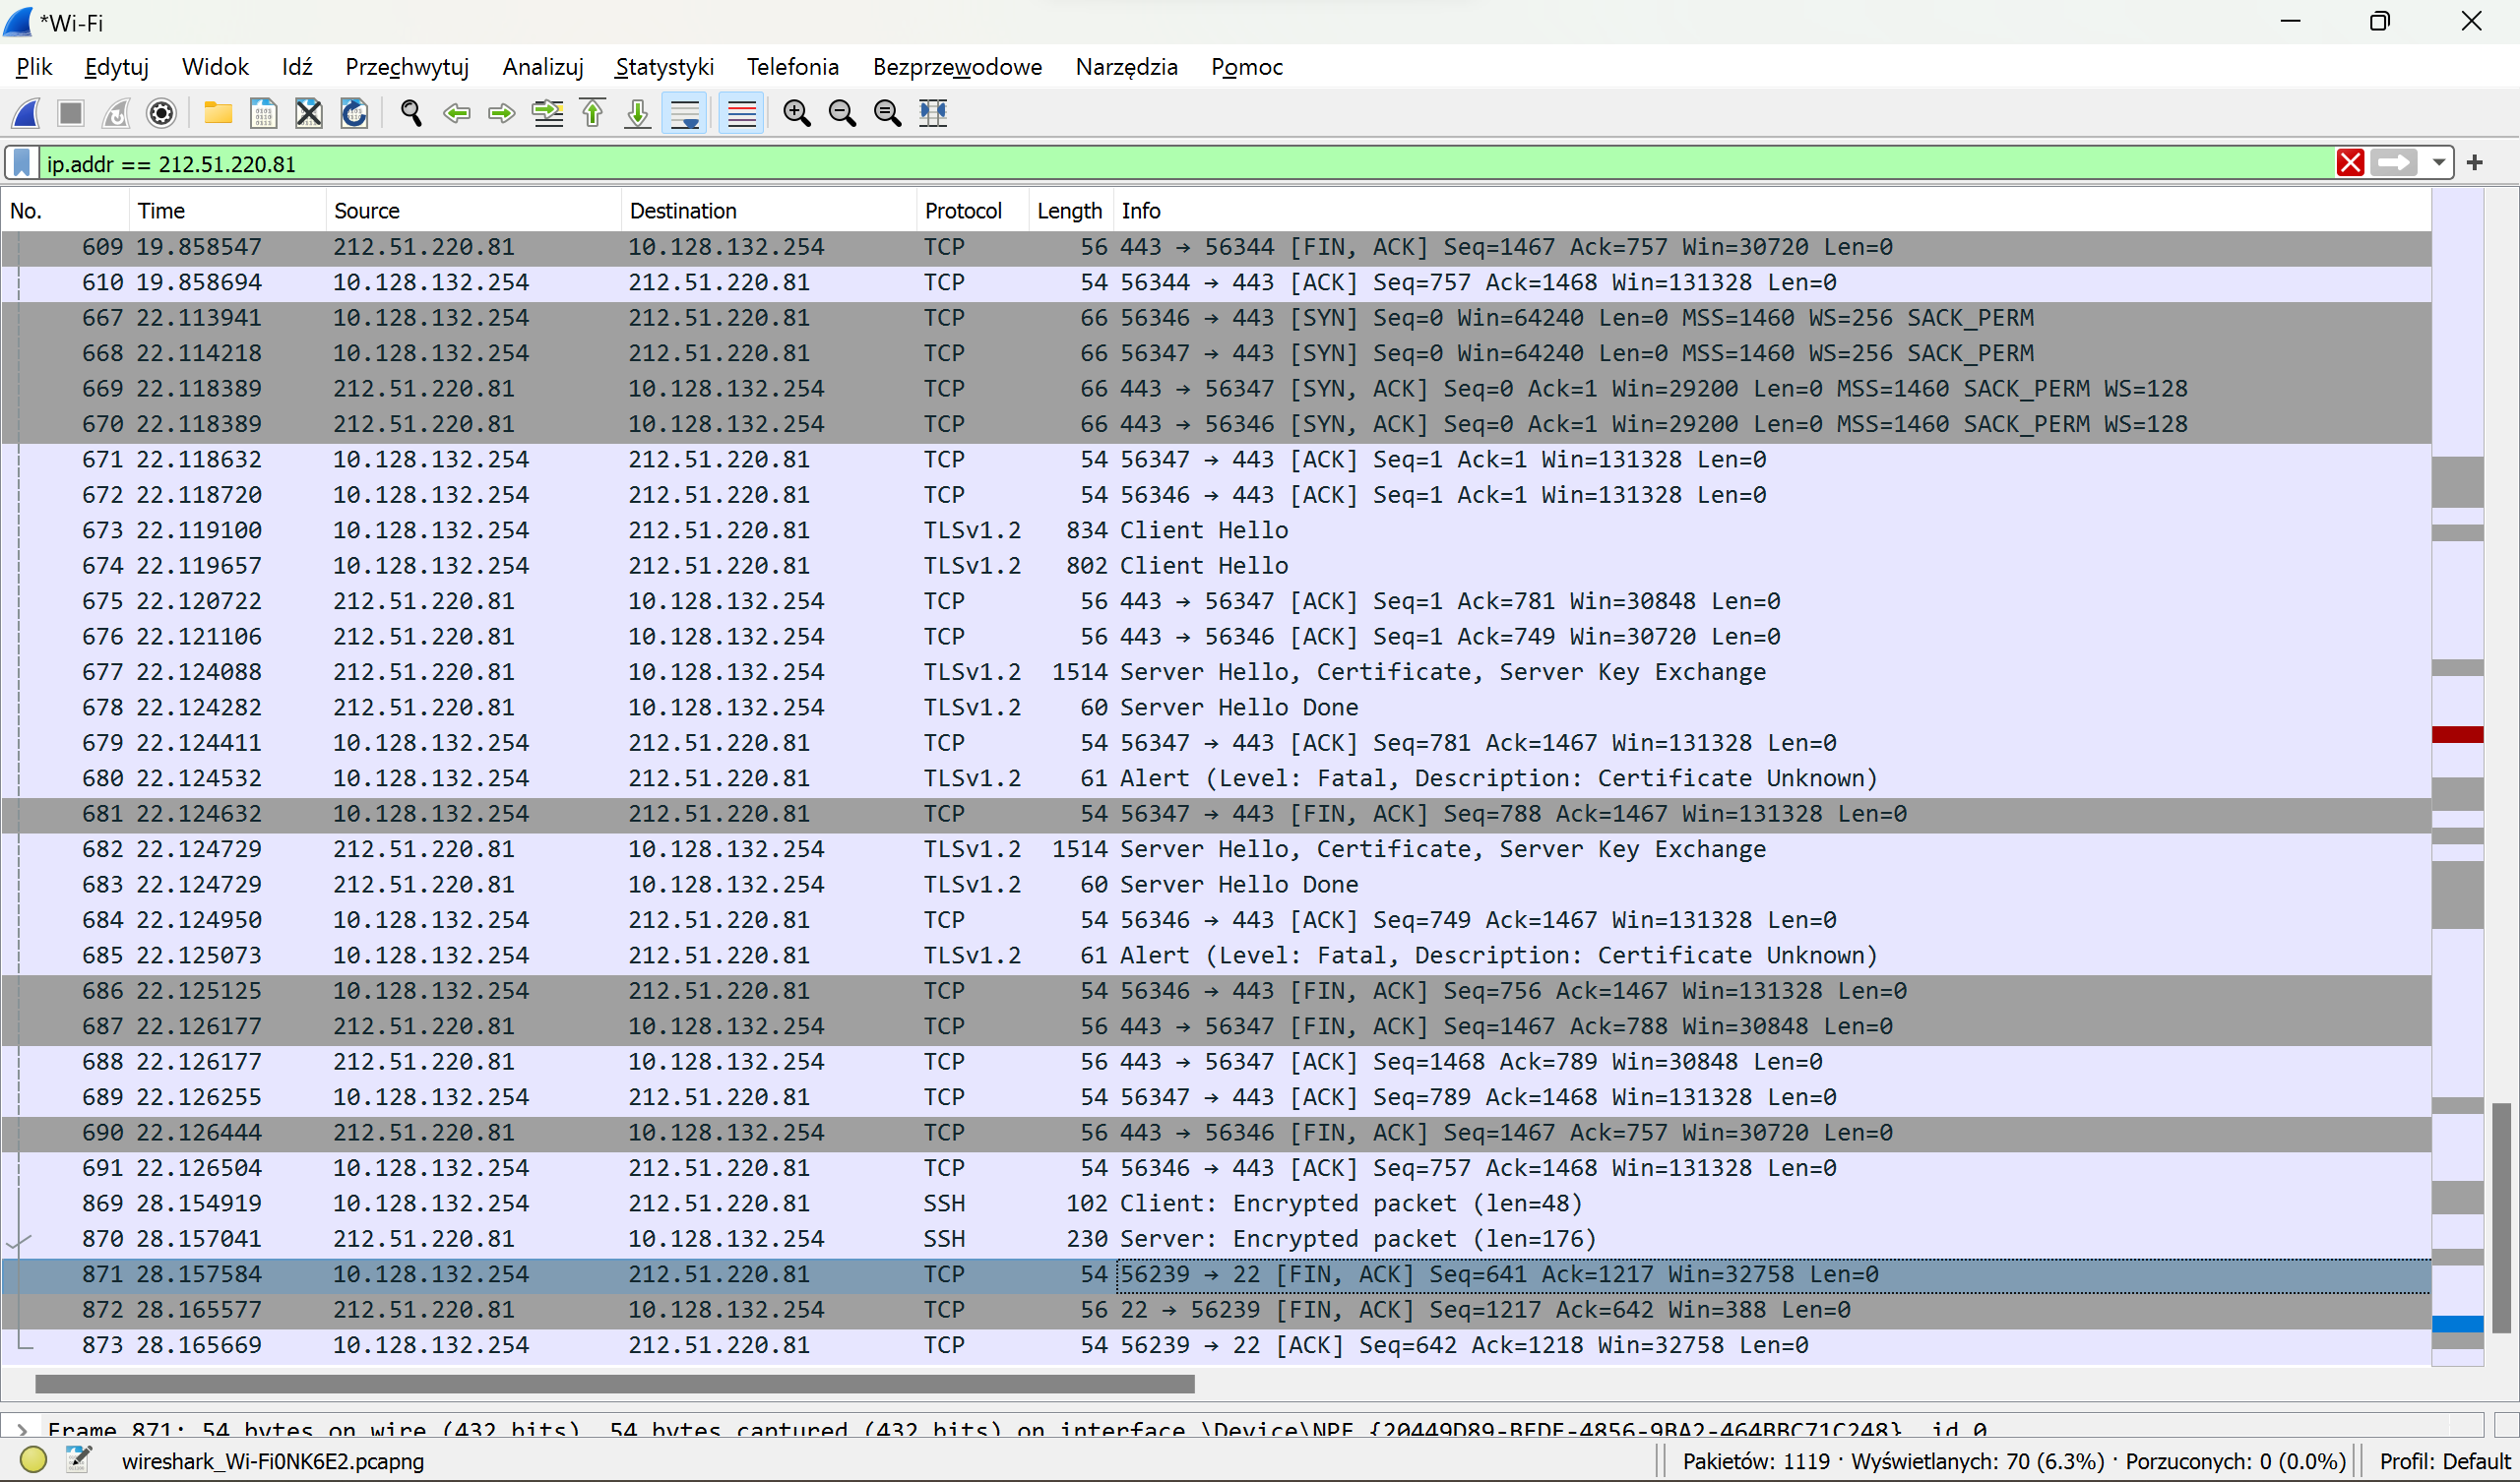 *Wi-Fi
Plik Edytuj Widok Idź Przechwytuj Analizuj Statystyki Telefonia Bezprzewodowe Narzędzia Pomoc
ip.addr == 212.51.220.81
No. Time Source Destination Protocol Length Info
609 19.858547 212.51.220.81 10.128.132.254 TCP 56 443 → 56344 [FIN, ACK] Seq=1467 Ack=757 Win=30720 Len=0
610 19.858694 10.128.132.254 212.51.220.81 TCP 54 56344 → 443 [ACK] Seq=757 Ack=1468 Win=131328 Len=0
667 22.113941 10.128.132.254 212.51.220.81 TCP 66 56346 → 443 [SYN] Seq=0 Win=64240 Len=0 MSS=1460 WS=256 SACK_PERM
668 22.114218 10.128.132.254 212.51.220.81 TCP 66 56347 → 443 [SYN] Seq=0 Win=64240 Len=0 MSS=1460 WS=256 SACK_PERM
669 22.118389 212.51.220.81 10.128.132.254 TCP 66 443 → 56347 [SYN, ACK] Seq=0 Ack=1 Win=29200 Len=0 MSS=1460 SACK_PERM WS=128
670 22.118389 212.51.220.81 10.128.132.254 TCP 66 443 → 56346 [SYN, ACK] Seq=0 Ack=1 Win=29200 Len=0 MSS=1460 SACK_PERM WS=128
671 22.118632 10.128.132.254 212.51.220.81 TCP 54 56347 → 443 [ACK] Seq=1 Ack=1 Win=131328 Len=0
672 22.118720 10.128.132.254 212.51.220.81 TCP 54 56346 → 443 [ACK] Seq=1 Ack=1 Win=131328 Len=0
673 22.119100 10.128.132.254 212.51.220.81 TLSv1.2 834 Client Hello
674 22.119657 10.128.132.254 212.51.220.81 TLSv1.2 802 Client Hello
675 22.120722 212.51.220.81 10.128.132.254 TCP 56 443 → 56347 [ACK] Seq=1 Ack=781 Win=30848 Len=0
676 22.121106 212.51.220.81 10.128.132.254 TCP 56 443 → 56346 [ACK] Seq=1 Ack=749 Win=30720 Len=0
677 22.124088 212.51.220.81 10.128.132.254 TLSv1.2 1514 Server Hello, Certificate, Server Key Exchange
678 22.124282 212.51.220.81 10.128.132.254 TLSv1.2 60 Server Hello Done
679 22.124411 10.128.132.254 212.51.220.81 TCP 54 56347 → 443 [ACK] Seq=781 Ack=1467 Win=131328 Len=0
680 22.124532 10.128.132.254 212.51.220.81 TLSv1.2 61 Alert (Level: Fatal, Description: Certificate Unknown)
681 22.124632 10.128.132.254 212.51.220.81 TCP 54 56347 → 443 [FIN, ACK] Seq=788 Ack=1467 Win=131328 Len=0
682 22.124729 212.51.220.81 10.128.132.254 TLSv1.2 1514 Server Hello, Certificate, Server Key Exchange
683 22.124729 212.51.220.81 10.128.132.254 TLSv1.2 60 Server Hello Done
684 22.124950 10.128.132.254 212.51.220.81 TCP 54 56346 → 443 [ACK] Seq=749 Ack=1467 Win=131328 Len=0
685 22.125073 10.128.132.254 212.51.220.81 TLSv1.2 61 Alert (Level: Fatal, Description: Certificate Unknown)
686 22.125125 10.128.132.254 212.51.220.81 TCP 54 56346 → 443 [FIN, ACK] Seq=756 Ack=1467 Win=131328 Len=0
687 22.126177 212.51.220.81 10.128.132.254 TCP 56 443 → 56347 [FIN, ACK] Seq=1467 Ack=788 Win=30848 Len=0
688 22.126177 212.51.220.81 10.128.132.254 TCP 56 443 → 56347 [ACK] Seq=1468 Ack=789 Win=30848 Len=0
689 22.126255 10.128.132.254 212.51.220.81 TCP 54 56347 → 443 [ACK] Seq=789 Ack=1468 Win=131328 Len=0
690 22.126444 212.51.220.81 10.128.132.254 TCP 56 443 → 56346 [FIN, ACK] Seq=1467 Ack=757 Win=30720 Len=0
691 22.126504 10.128.132.254 212.51.220.81 TCP 54 56346 → 443 [ACK] Seq=757 Ack=1468 Win=131328 Len=0
869 28.154919 10.128.132.254 212.51.220.81 SSH 102 Client: Encrypted packet (len=48)
870 28.157041 212.51.220.81 10.128.132.254 SSH 230 Server: Encrypted packet (len=176)
871 28.157584 10.128.132.254 212.51.220.81 TCP 54 56239 → 22 [FIN, ACK] Seq=641 Ack=1217 Win=32758 Len=0
872 28.165577 212.51.220.81 10.128.132.254 TCP 56 22 → 56239 [FIN, ACK] Seq=1217 Ack=642 Win=388 Len=0
873 28.165669 10.128.132.254 212.51.220.81 TCP 54 56239 → 22 [ACK] Seq=642 Ack=1218 Win=32758 Len=0
Frame 871: 54 bytes on wire (432 bits), 54 bytes captured (432 bits) on interface \Device\NPF_{20449D89-BFDF-4856-9BA2-464BBC71C248}, id 0
wireshark_Wi-Fi0NK6E2.pcapng Pakietów: 1119 · Wyświetlanych: 70 (6.3%) · Porzuconych: 0 (0.0%) Profil: Default